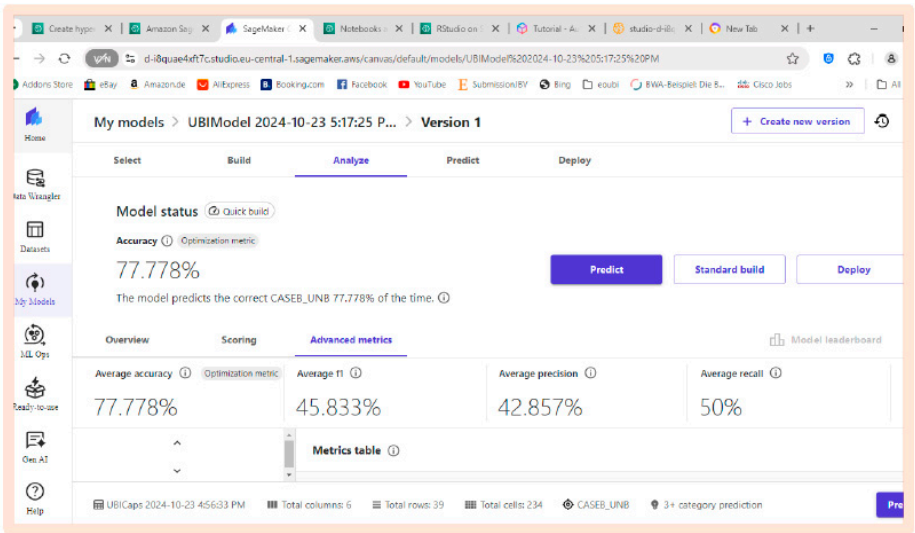 Create hyper X Amazon Sag X SageMaker C X Notebooks X RStudio on X Tutorial - Au X studio-d-i8q X New Tab X +
VPN d-i8quae4xft7c.studio.eu-central-1.sagemaker.aws/canvas/default/models/UBIModel%202024-10-23%205:17:25%20PM
Addons Store eBay Amazon.de AliExpress Booking.com Facebook YouTube SubmissionJBY Bing eoubi BWA-Beispiel: Die B... Cisco Jobs » Al
Home
My models > UBIModel 2024-10-23 5:17:25 P... > Version 1
+ Create new version
Select Build Analyze Predict Deploy
Data Wrangler
Datasets
My Models
ML Ops
Ready-to-use
Gen AI
Help
Model status Quick build
Accuracy Optimization metric
77.778%
The model predicts the correct CASEB_UNB 77.778% of the time.
Predict Standard build Deploy
Overview Scoring Advanced metrics
Model leaderboard
Average accuracy Optimization metric Average f1 Average precision Average recall
77.778% 45.833% 42.857% 50%
Metrics table
UBICaps 2024-10-23 4:56:33 PM Total columns: 6 Total rows: 39 Total cells: 234 CASEB_UNB 3+ category prediction
Pre